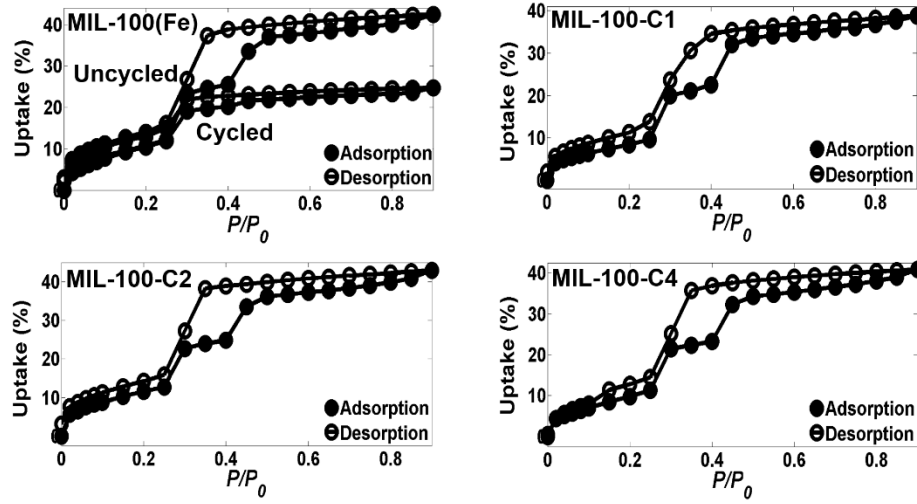 MIL-100(Fe)
Uncycled
Cycled
Adsorption
Desorption
Uptake (%)
40
30
20
10
0
0 0.2 0.4 0.6 0.8
P/P0
MIL-100-C1
Adsorption
Desorption
Uptake (%)
40
30
20
10
0
0 0.2 0.4 0.6 0.8
P/P0
MIL-100-C2
Adsorption
Desorption
Uptake (%)
40
30
20
10
0
0 0.2 0.4 0.6 0.8
P/P0
MIL-100-C4
Adsorption
Desorption
Uptake (%)
40
30
20
10
0
0 0.2 0.4 0.6 0.8
P/P0